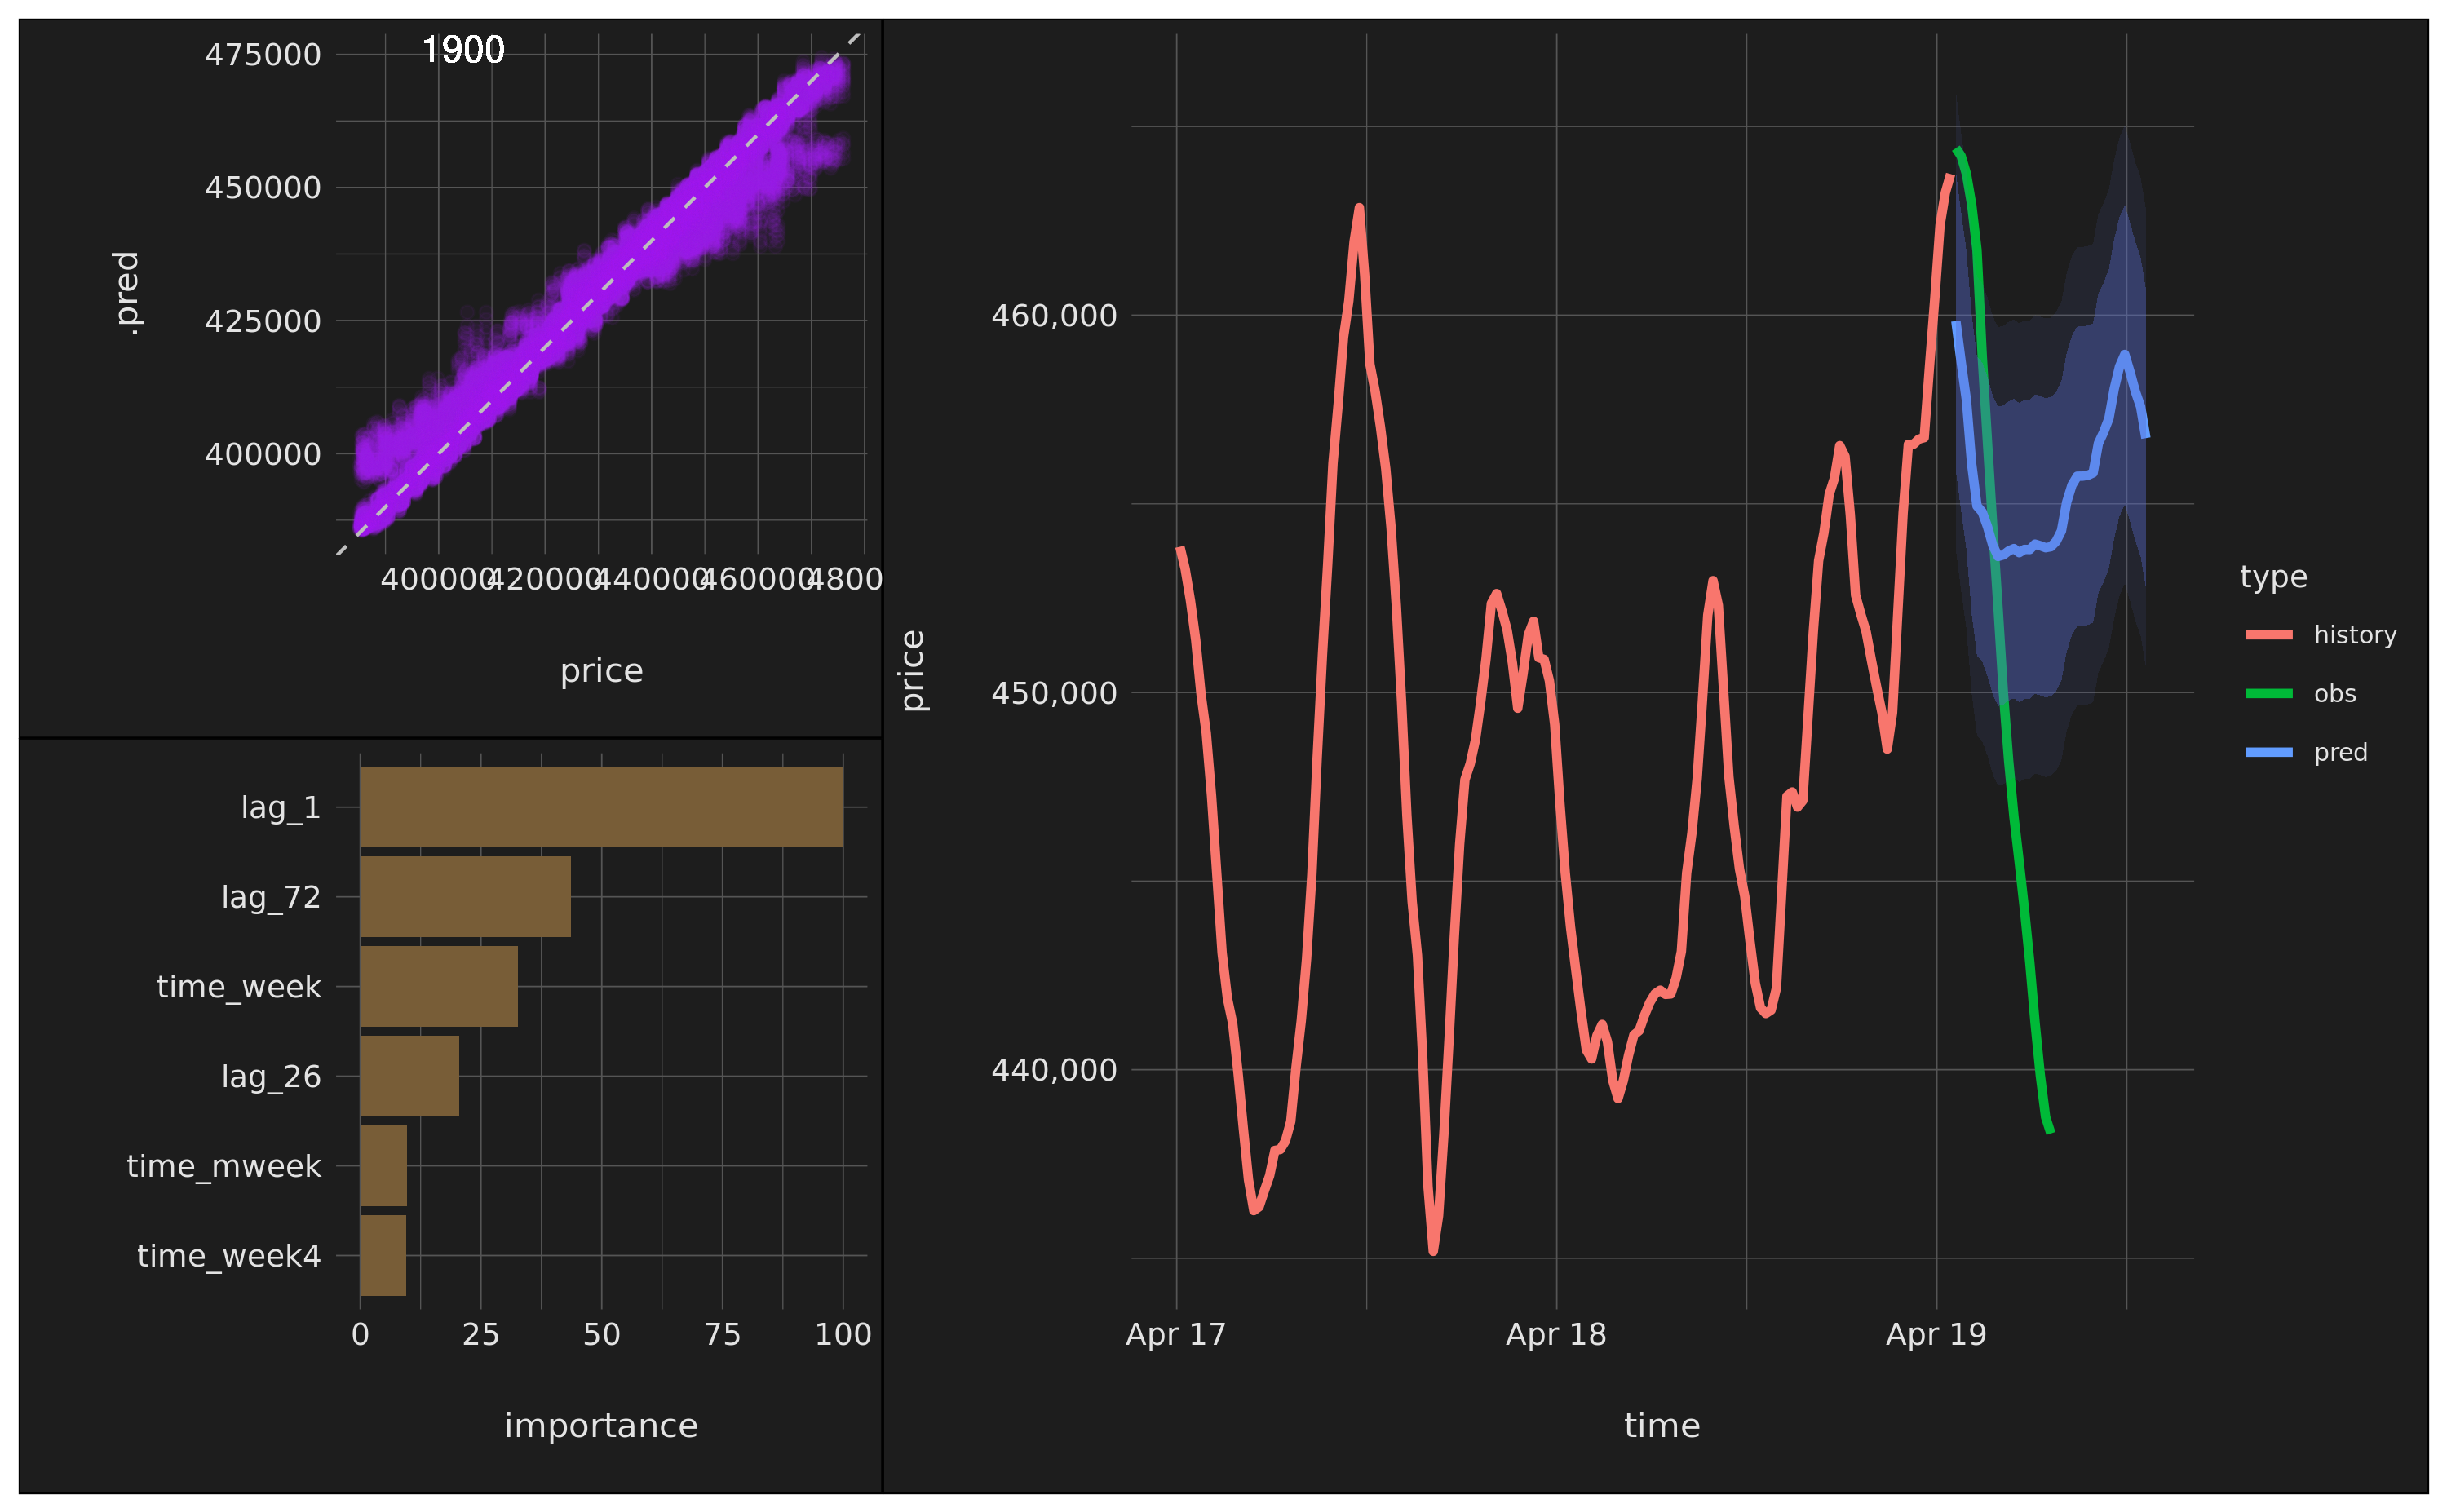 1900
475000
450000
425000
400000
.pred
400000 420000 440000 460000 4800
price
lag_1
lag_72
time_week
lag_26
time_mweek
time_week4
0 25 50 75 100
importance
460,000
450,000
440,000
price
Apr 17 Apr 18 Apr 19
time
type
history
obs
pred